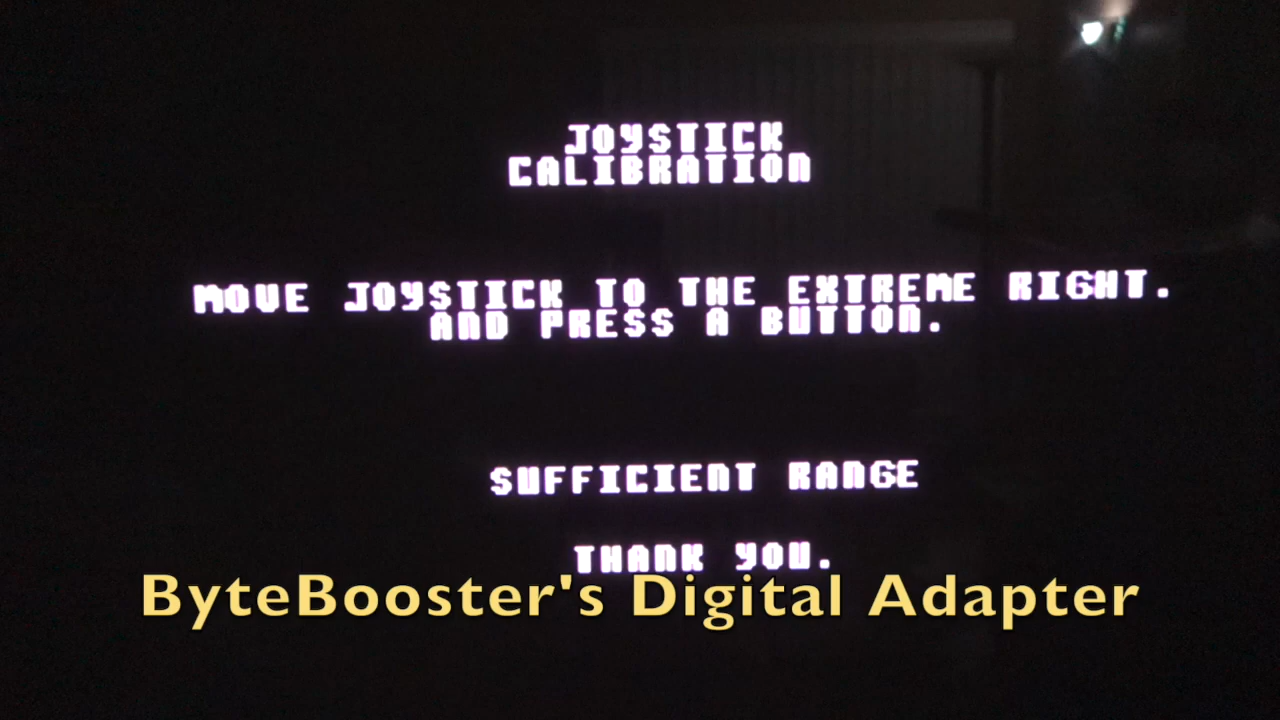 JOYSTICK
CALIBRATION
MOVE JOYSTICK TO THE EXTREME RIGHT.
AND PRESS A BUTTON.
SUFFICIENT RANGE
THANK YOU.
ByteBooster's Digital Adapter